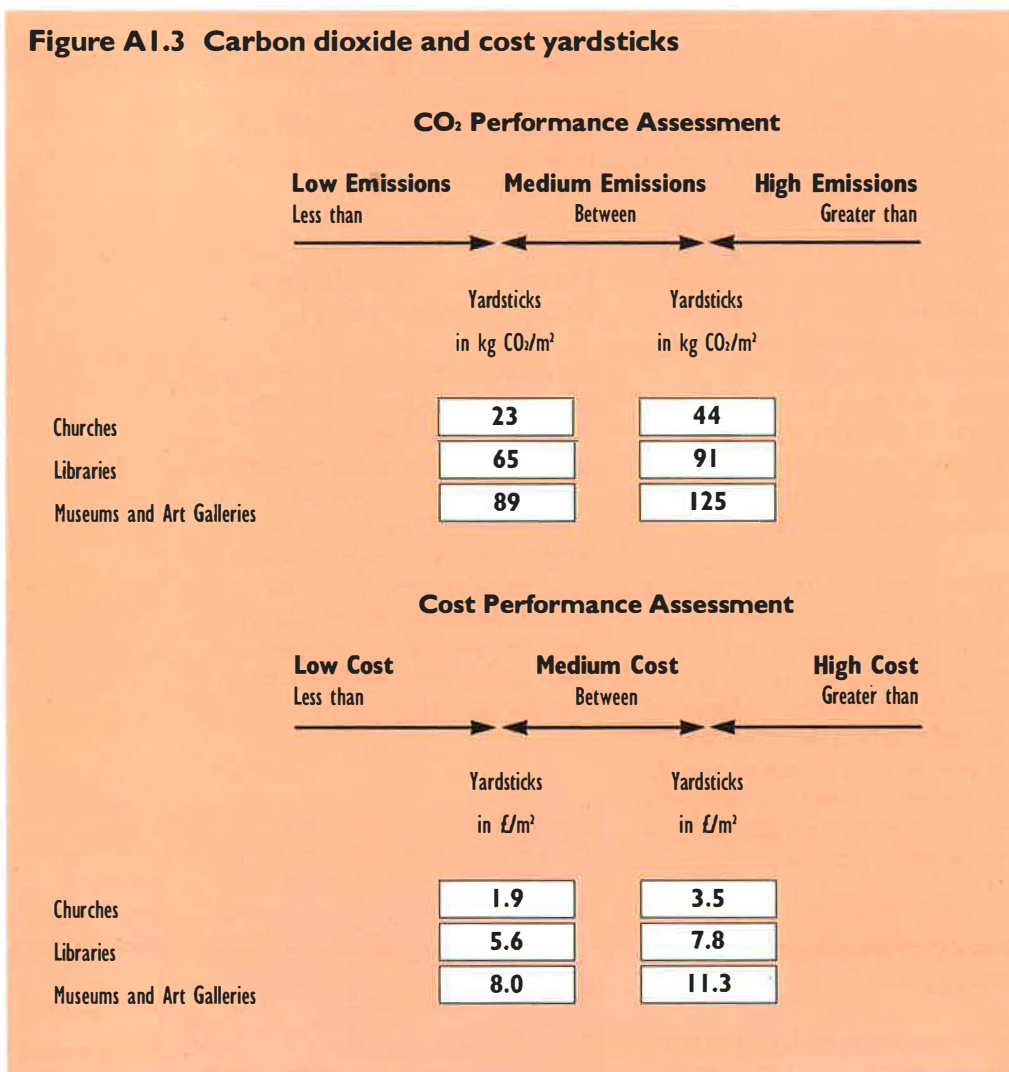 Figure A1.3 Carbon dioxide and cost yardsticks
CO₂ Performance Assessment
Low Emissions Medium Emissions High Emissions
Less than Between Greater than
Yardsticks Yardsticks
in kg CO₂/m² in kg CO₂/m²
Churches 23 44
Libraries 65 91
Museums and Art Galleries 89 125
Cost Performance Assessment
Low Cost Medium Cost High Cost
Less than Between Greater than
Yardsticks Yardsticks
in £/m² in £/m²
Churches 1.9 3.5
Libraries 5.6 7.8
Museums and Art Galleries 8.0 11.3